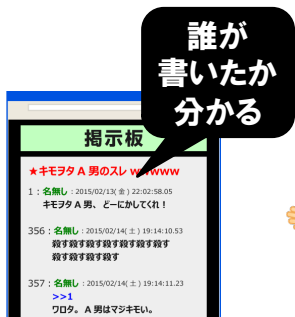 誰が
書いたか
分かる
掲示板
★キモヲタ A 男のスレ wwwww
1：名無し：2015/02/13( 金 ) 22:02:58.05
キモヲタ A 男、どーにかしてくれ！
356：名無し：2015/02/14( 土 ) 19:14:10.53
殺す殺す殺す殺す殺す殺す殺す
殺す殺す殺す殺す
357：名無し：2015/02/14( 土 ) 19:14:11.23
>>1
ワロタ。A 男はマジキモい。